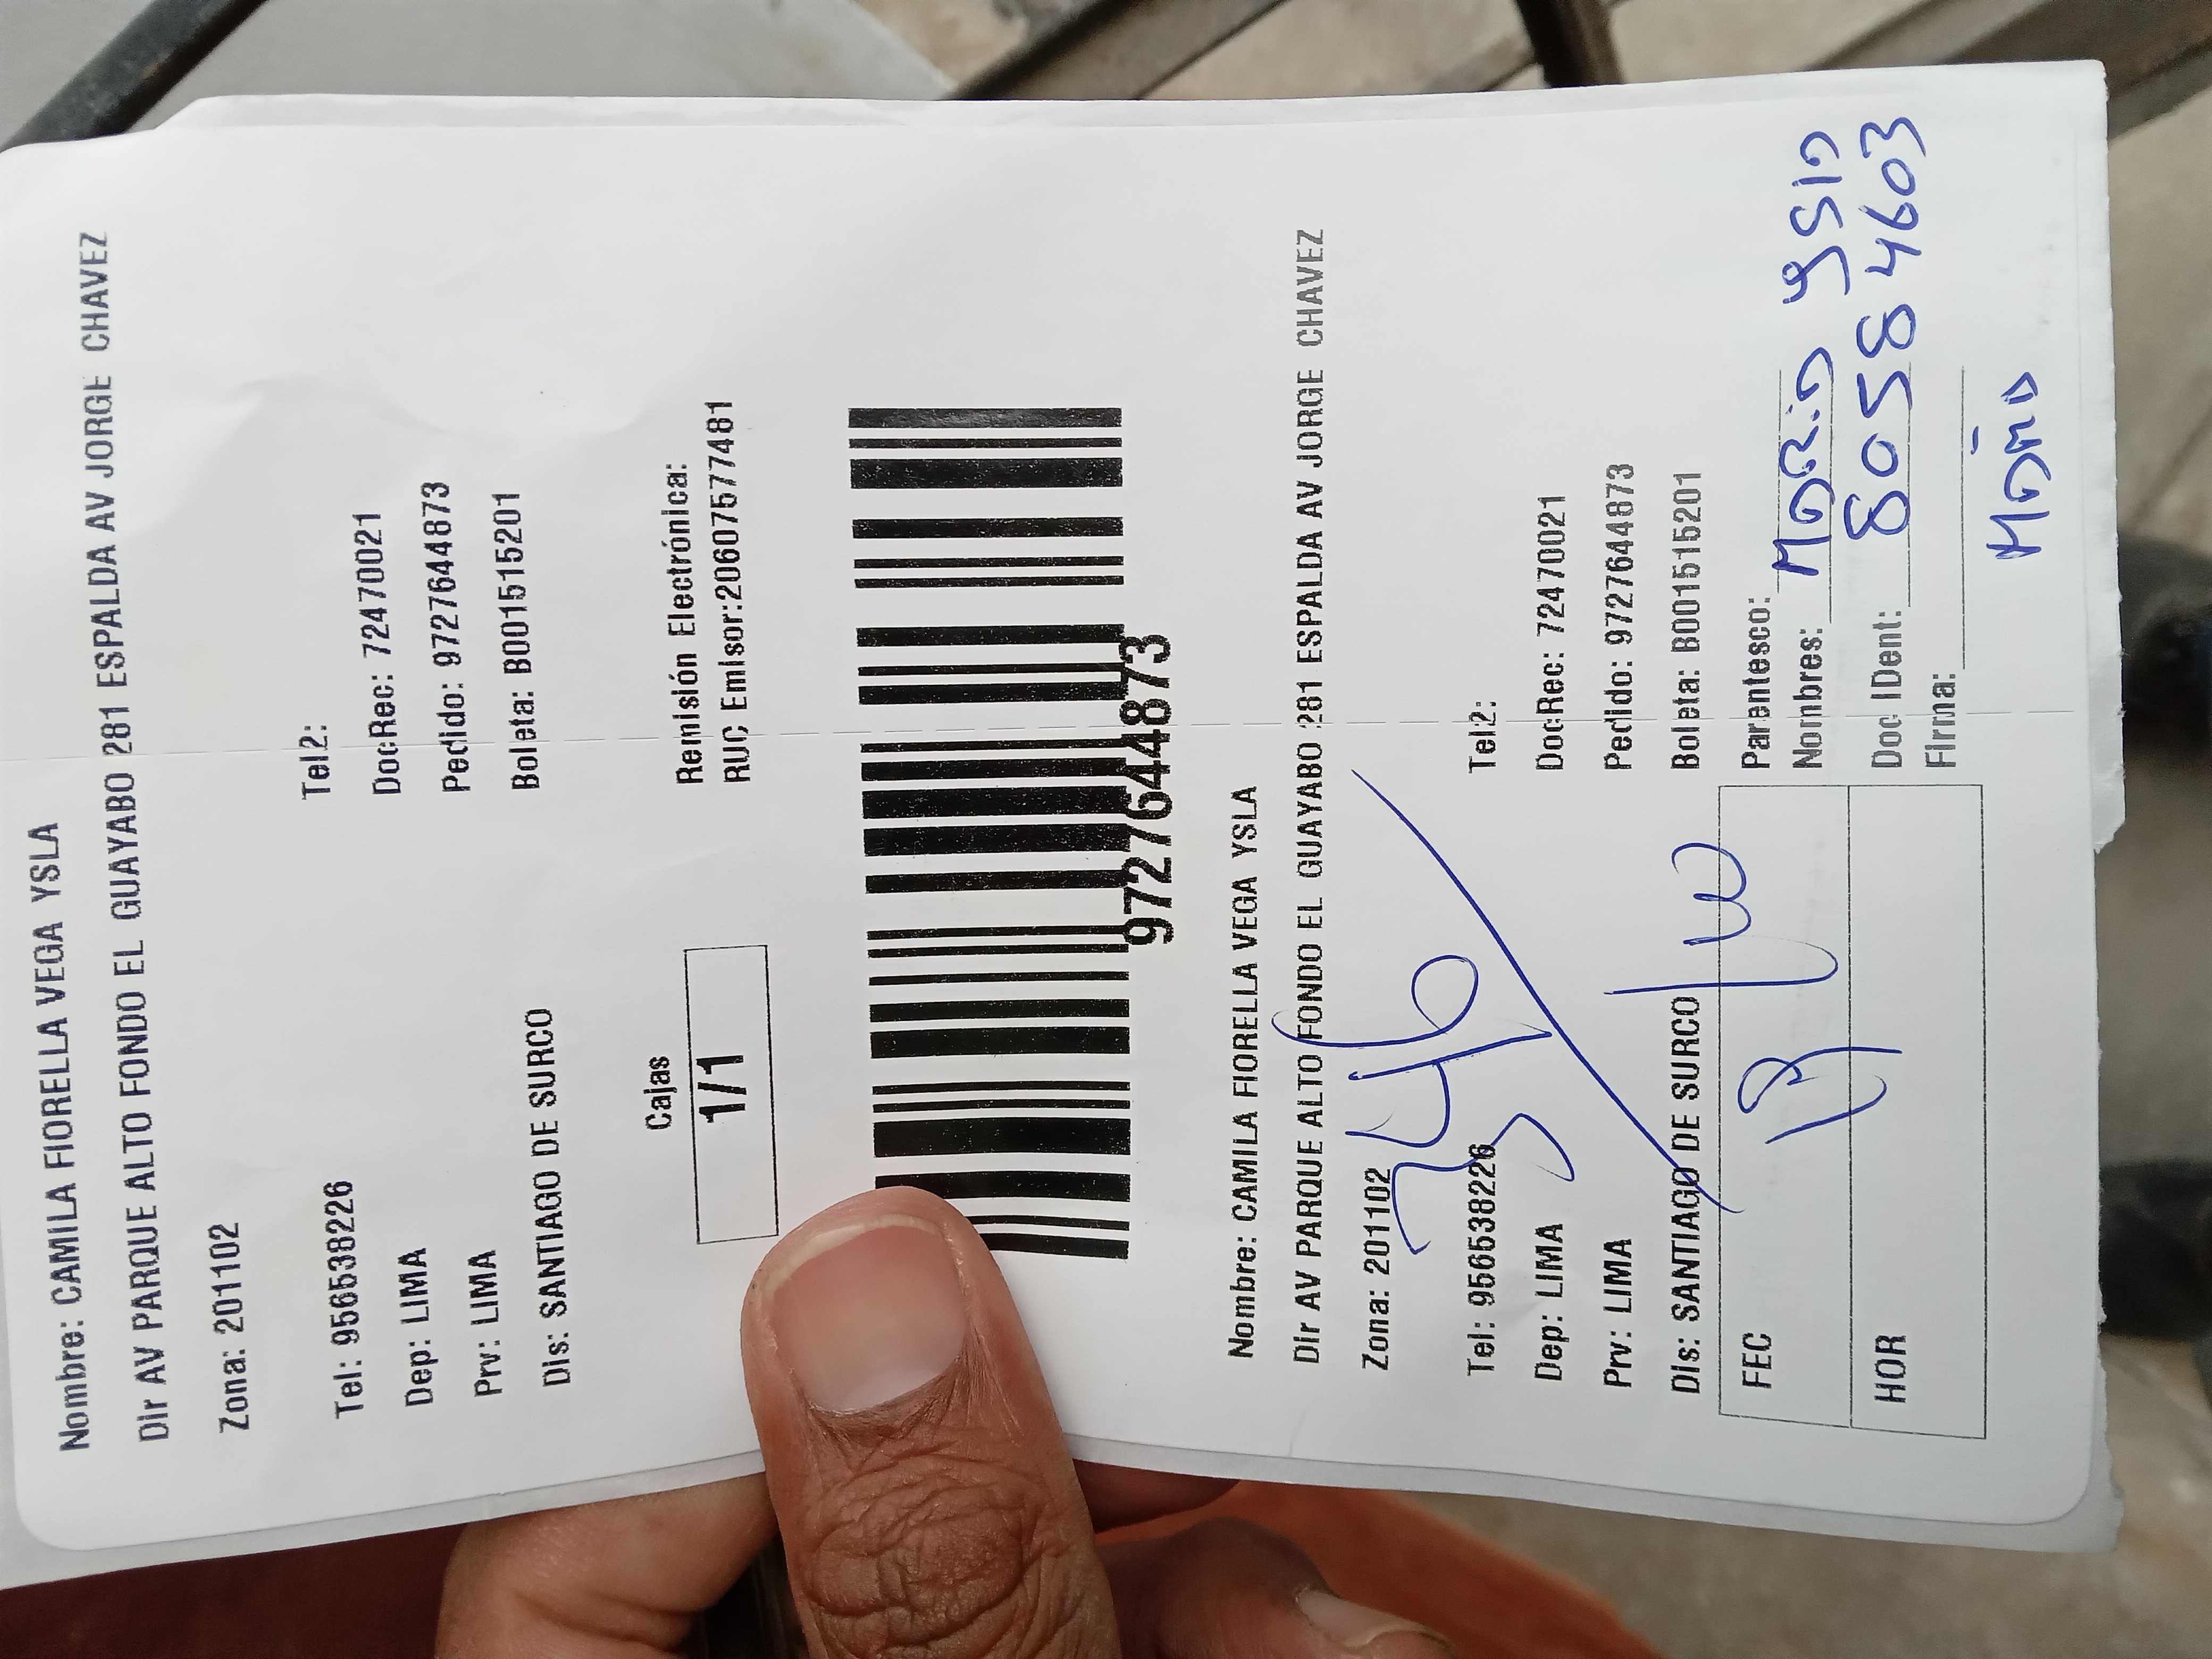 Nombre: CAMILA FIORELLA VEGA YSLA
Dir AV PARQUE ALTO FONDO EL GUAYABO 281 ESPALDA AV JORGE CHAVEZ
Zona: 201102
Tel: 956538226 Tel2:
Dep: LIMA DocRec: 72470021
Prv: LIMA Pedido: 9727644873
Dis: SANTIAGO DE SURCO Boleta: B001515201
Cajas Remisión Electrónica:
1/1 RUC Emisor:20607577481
9727644873
Nombre: CAMILA FIORELLA VEGA YSLA
Dir AV PARQUE ALTO FONDO EL GUAYABO 281 ESPALDA AV JORGE CHAVEZ
Zona: 201102
Tel: 956538226 Tel2:
Dep: LIMA DocRec: 72470021
Prv: LIMA Pedido: 9727644873
Dis: SANTIAGO DE SURCO Boleta: B001515201
FEC Parentesco:
Nombres: Maria Ysla
HOR Doc IDent: 80584603
Firma: Maria